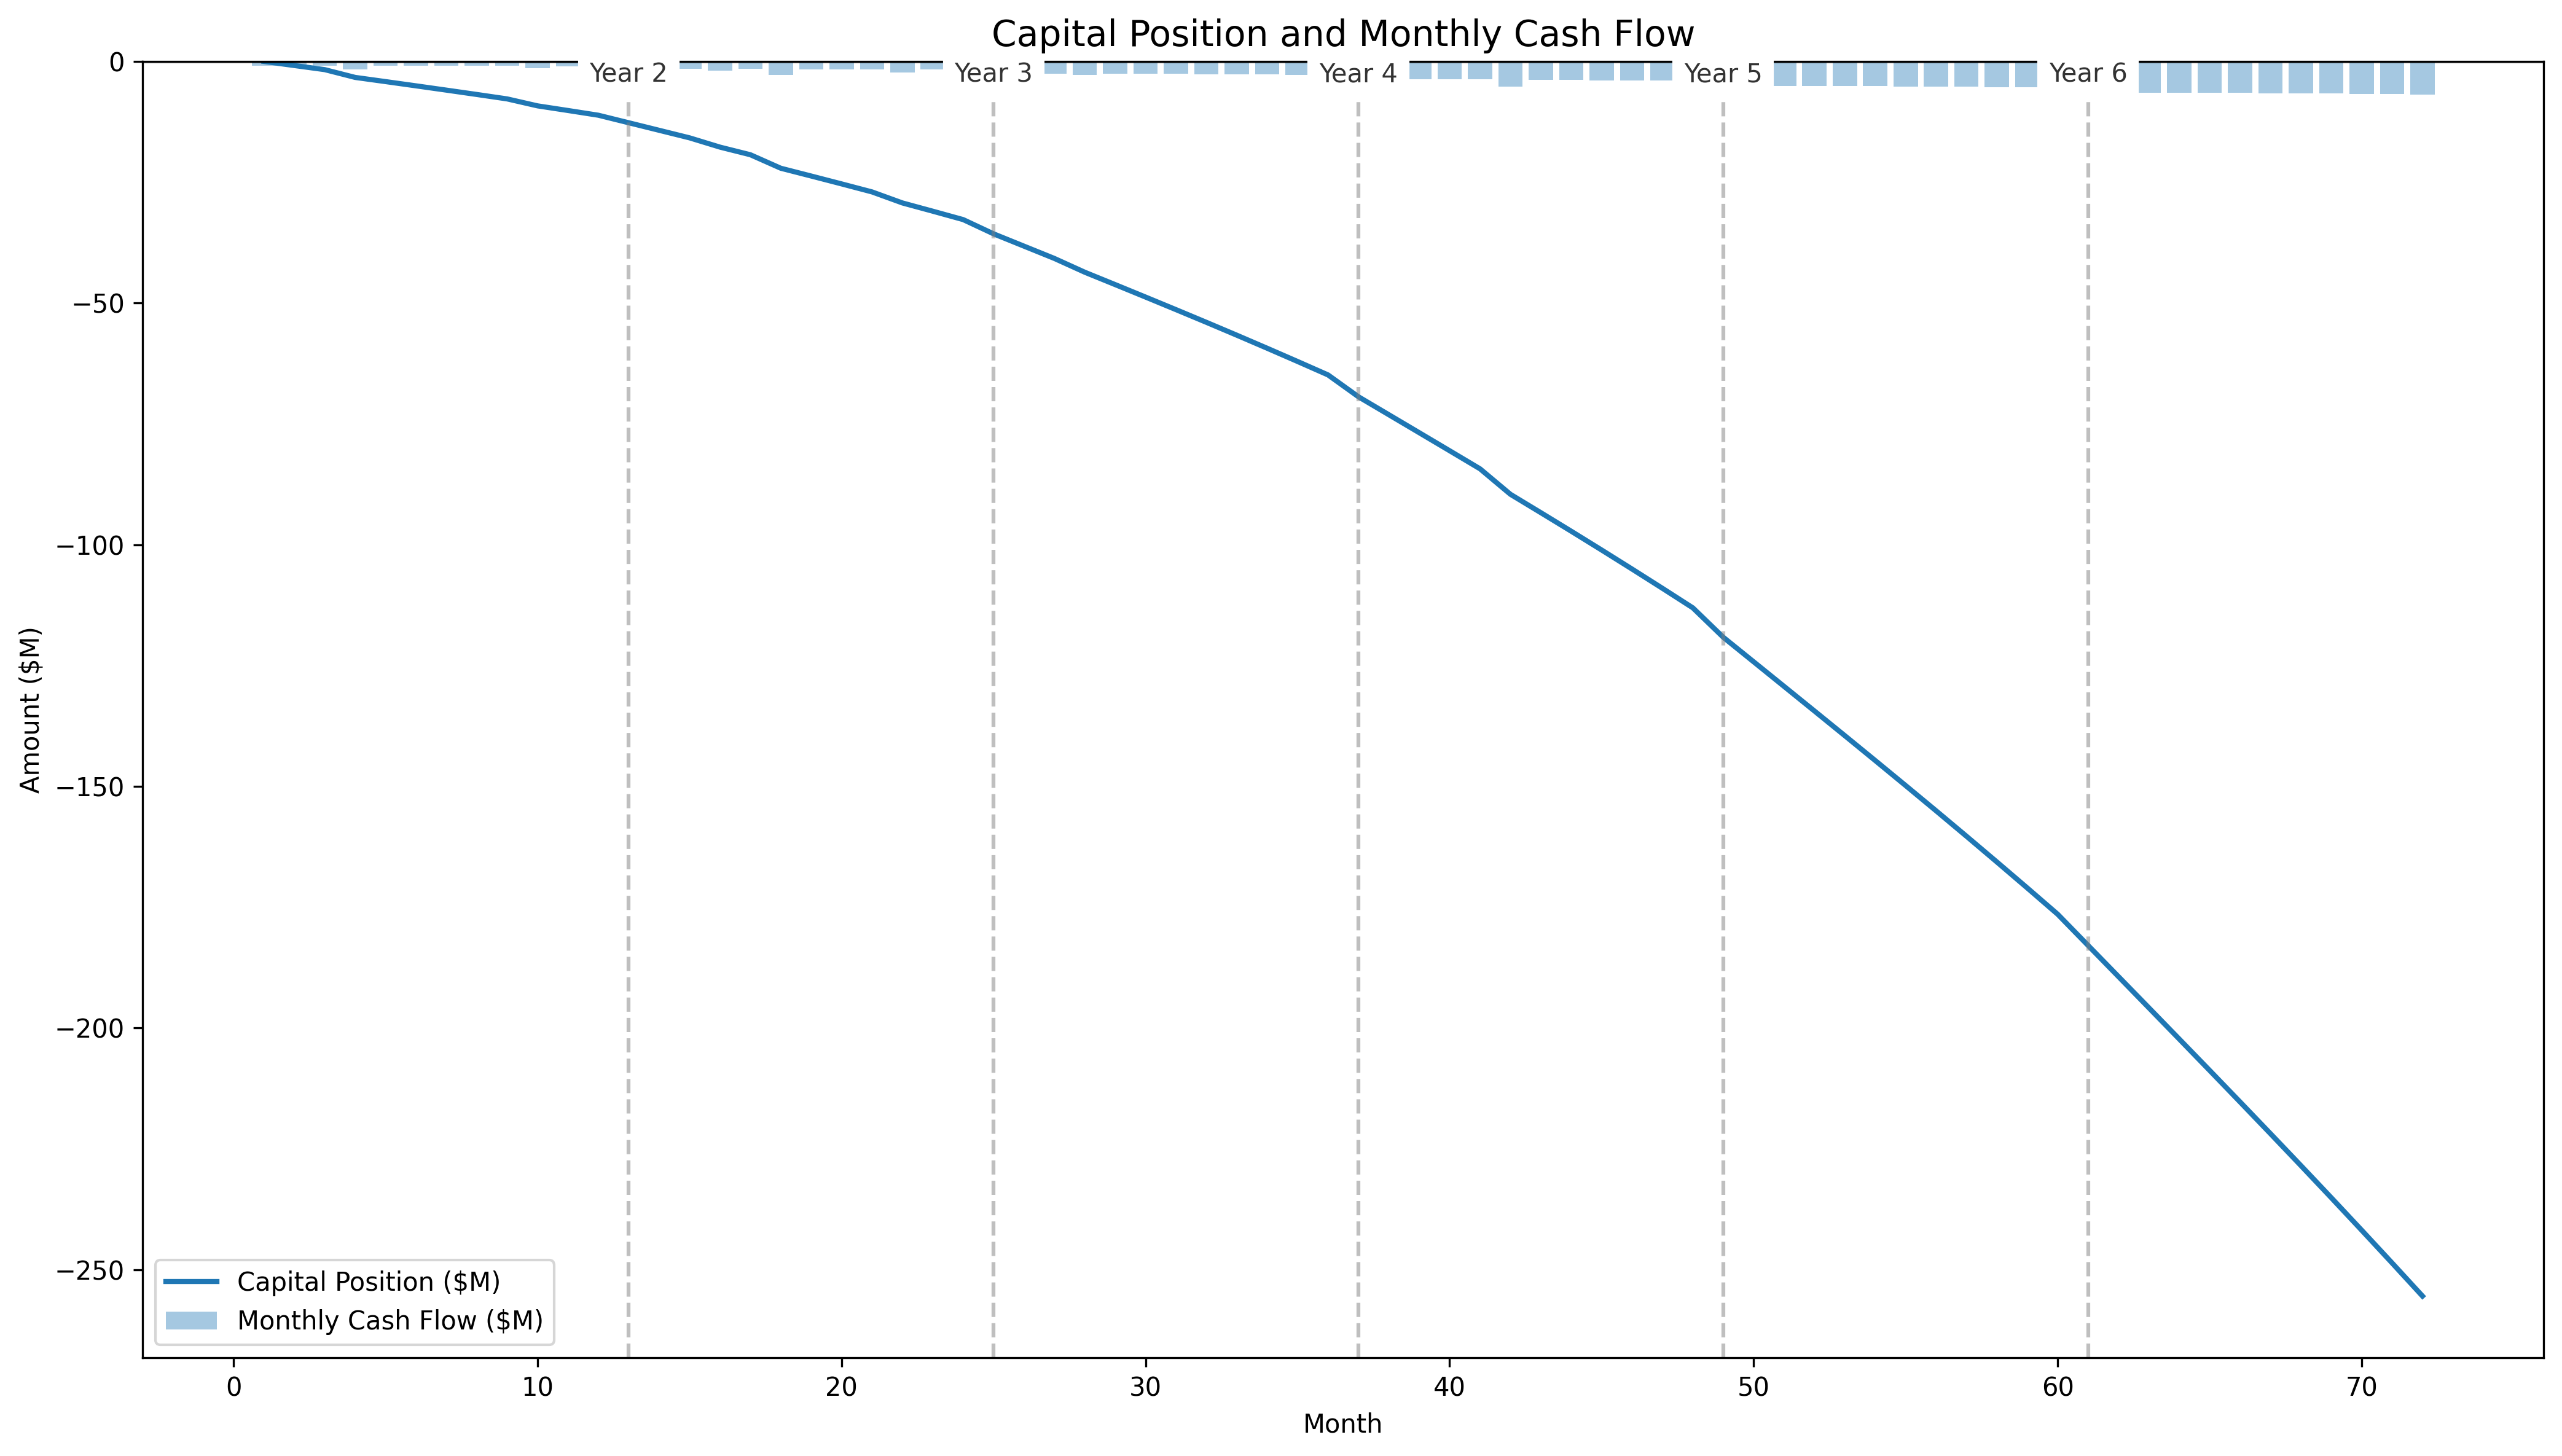 Capital Position and Monthly Cash Flow
Year 2
Year 3
Year 4
Year 5
Year 6
0
−50
−100
−150
−200
−250
Amount ($M)
Capital Position ($M)
Monthly Cash Flow ($M)
0
10
20
30
40
50
60
70
Month